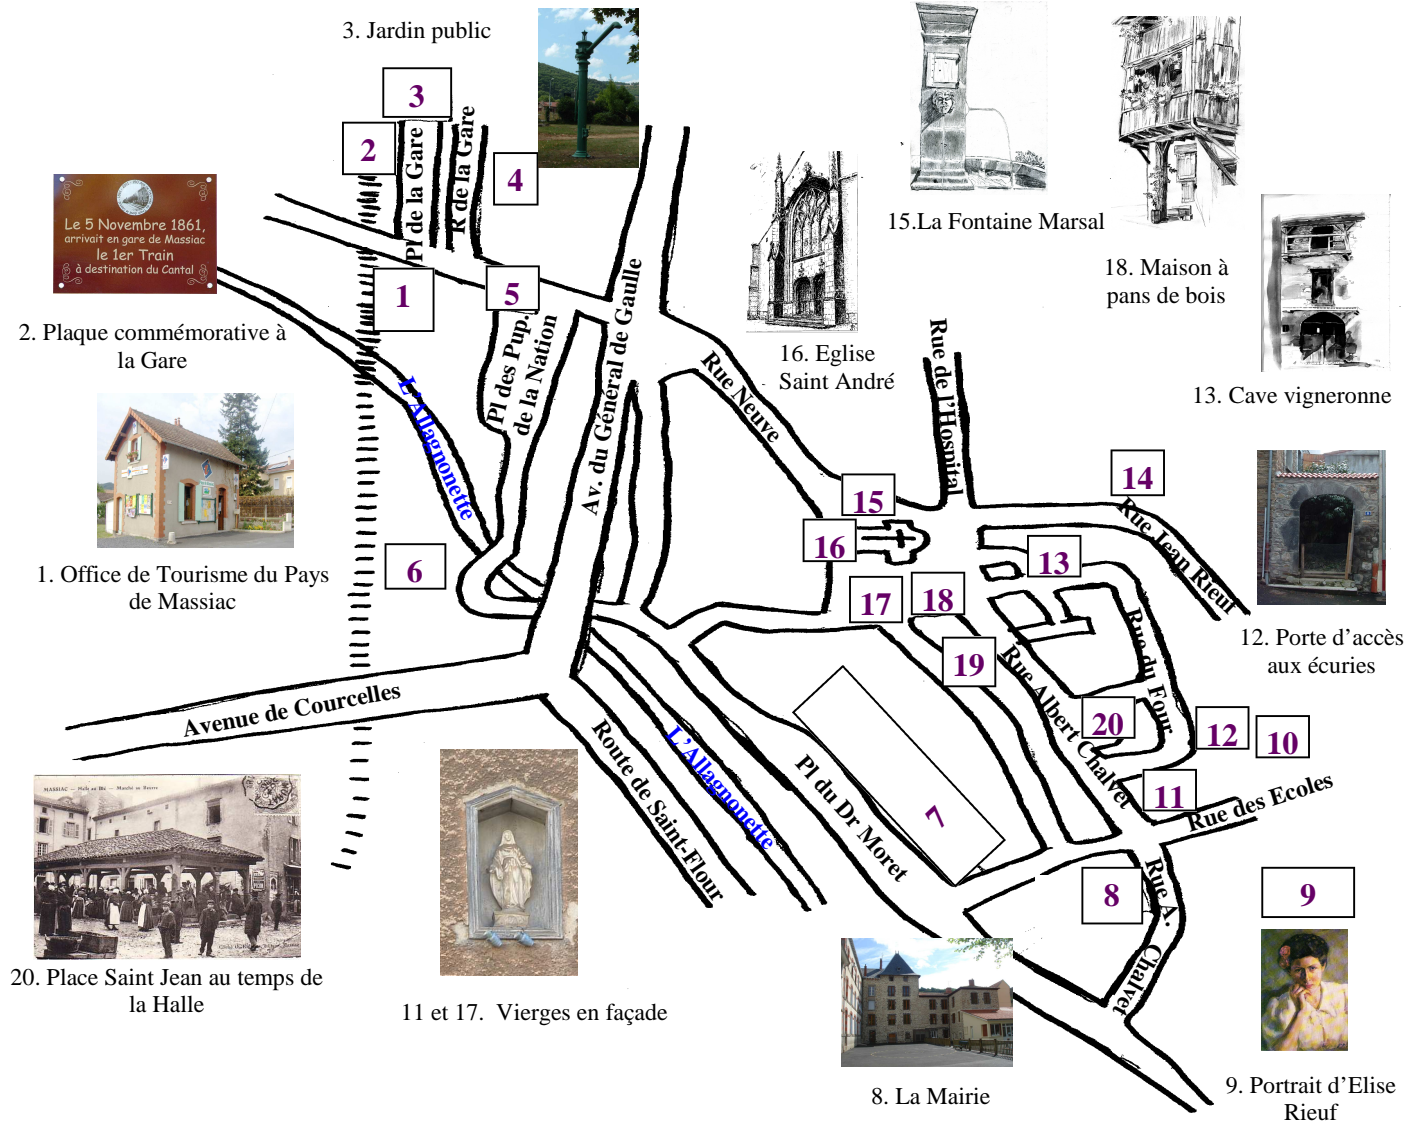 3. Jardin public
3
2
4
Pl de la Gare
R de la Gare
Le 5 Novembre 1861,
arrivait en gare de Massiac
le 1er Train
à destination du Cantal
2. Plaque commémorative à
la Gare
1
5
Pl des Pup.
de la Nation
Av. du Général de Gaulle
L'Allagnonette
1. Office de Tourisme du Pays
de Massiac
6
Avenue de Courcelles
Rue Neuve
16. Eglise
Saint André
15.La Fontaine Marsal
18. Maison à
pans de bois
13. Cave vigneronne
Rue de l'Hospital
15
16
14
Rue Jean Rieuf
13
17
18
19
12. Porte d'accès
aux écuries
Rue du Four
Rue Albert Chalvet
20
12
10
11
Rue des Ecoles
7
Pl du Dr Moret
L'Allagnonette
Route de Saint-Flour
8
Rue A.
Chalvet
9
MASSIAC — Halle au Blé — Marché au Beurre
20. Place Saint Jean au temps de
la Halle
11 et 17. Vierges en façade
8. La Mairie
9. Portrait d'Elise
Rieuf